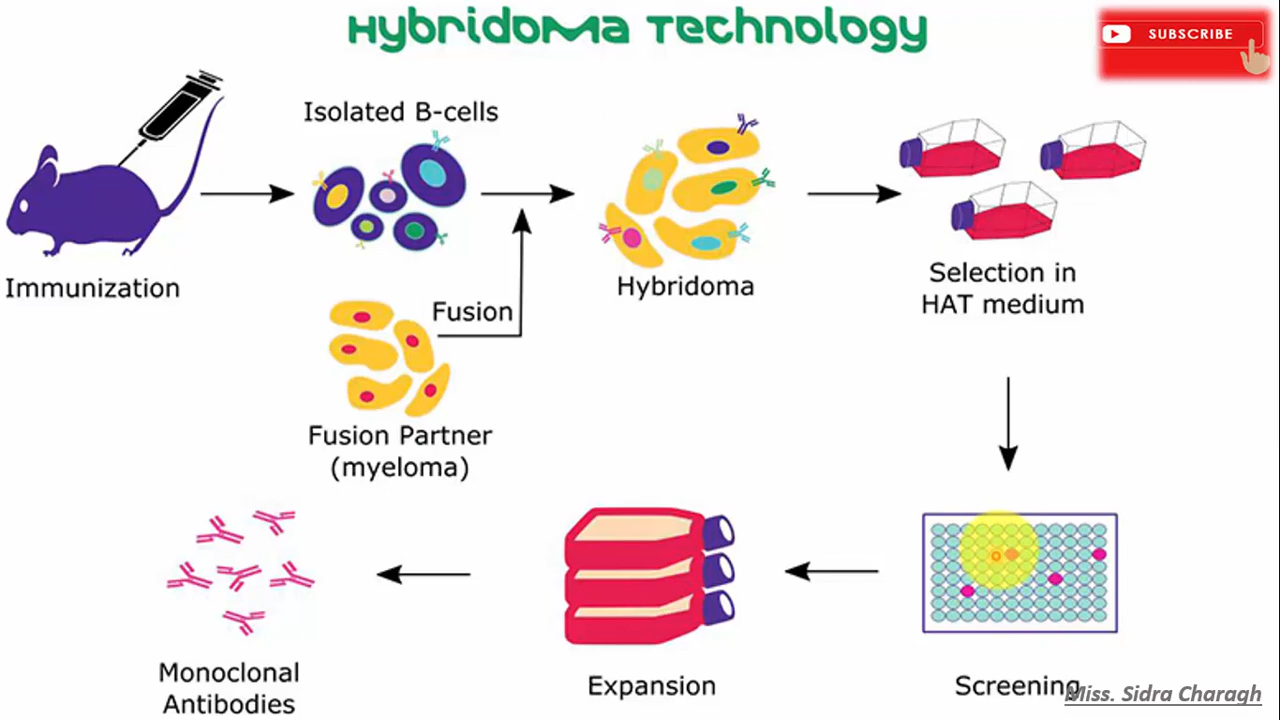 Hybridoma Technology
SUBSCRIBE
Isolated B-cells
Immunization
Hybridoma
Selection in
HAT medium
Fusion
Fusion Partner
(myeloma)
Monoclonal
Antibodies
Expansion
Screening
Miss. Sidra Charagh